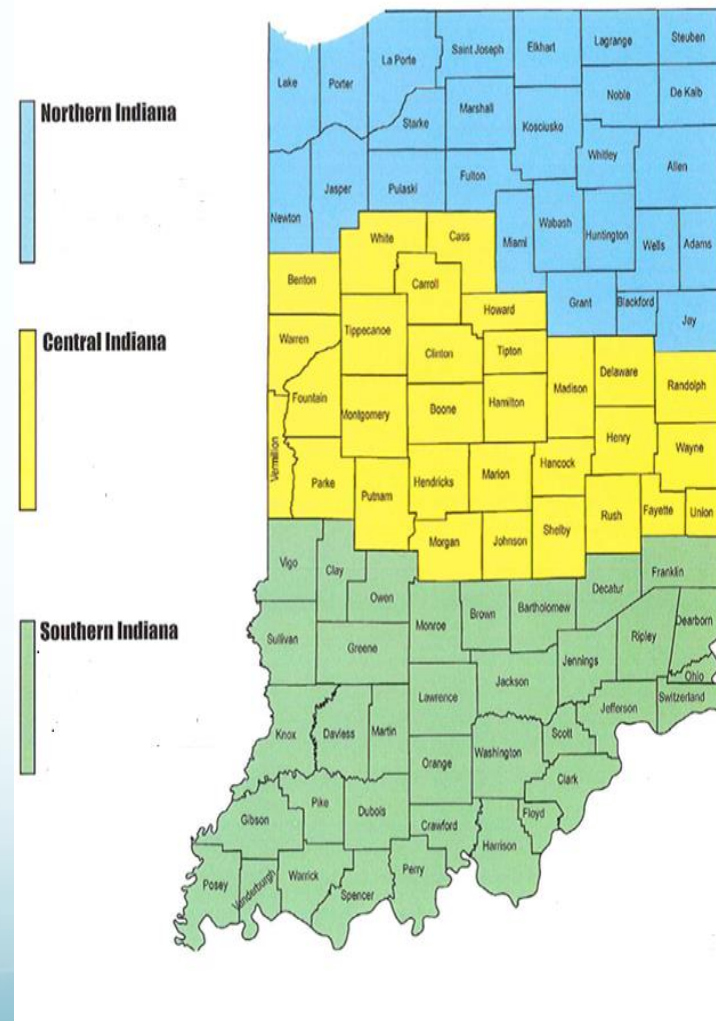 Northern Indiana
Central Indiana
Southern Indiana
Lake
Porter
La Porte
Saint Joseph
Elkhart
Lagrange
Steuben
Noble
De Kalb
Starke
Marshall
Kosciusko
Whitley
Allen
Newton
Jasper
Pulaski
Fulton
Miami
Wabash
Huntington
Wells
Adams
Grant
Blackford
Jay
White
Cass
Benton
Carroll
Howard
Warren
Tippecanoe
Clinton
Tipton
Madison
Delaware
Randolph
Fountain
Montgomery
Boone
Hamilton
Henry
Wayne
Vermillion
Parke
Putnam
Hendricks
Marion
Hancock
Rush
Fayette
Union
Morgan
Johnson
Shelby
Vigo
Clay
Owen
Monroe
Brown
Bartholomew
Decatur
Franklin
Sullivan
Greene
Jennings
Ripley
Dearborn
Ohio
Lawrence
Jackson
Jefferson
Switzerland
Knox
Daviess
Martin
Orange
Washington
Scott
Clark
Gibson
Pike
Dubois
Crawford
Floyd
Harrison
Posey
Vanderburgh
Warrick
Spencer
Perry